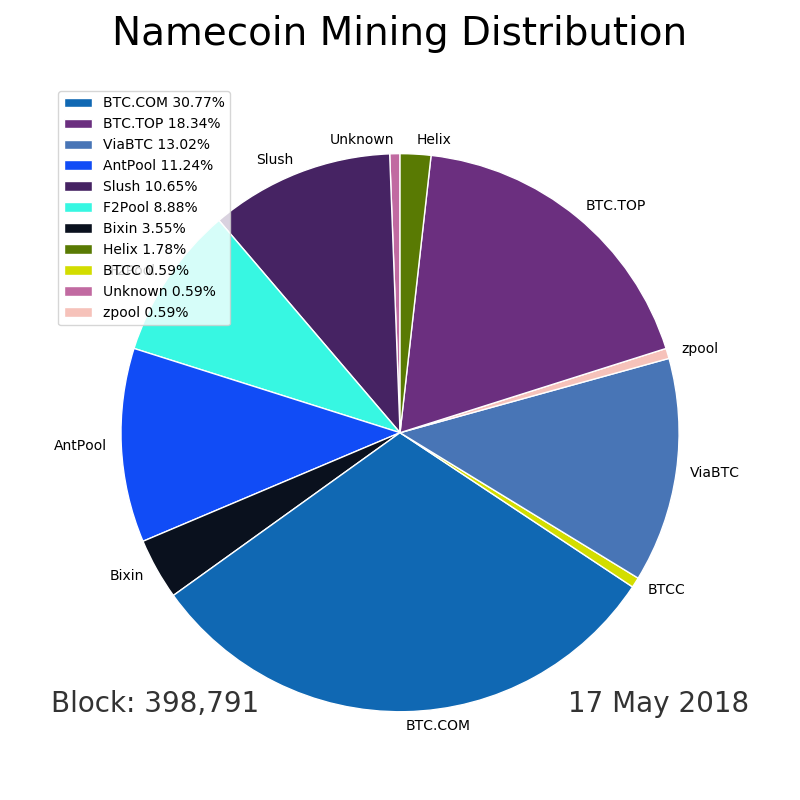 Namecoin Mining Distribution
BTC.COM 30.77%
BTC.TOP 18.34%
ViaBTC 13.02%
AntPool 11.24%
Slush 10.65%
F2Pool 8.88%
Bixin 3.55%
Helix 1.78%
BTCC 0.59%
Unknown 0.59%
zpool 0.59%
Unknown
Helix
Slush
BTC.TOP
zpool
AntPool
ViaBTC
Bixin
BTCC
Block: 398,791
17 May 2018
BTC.COM